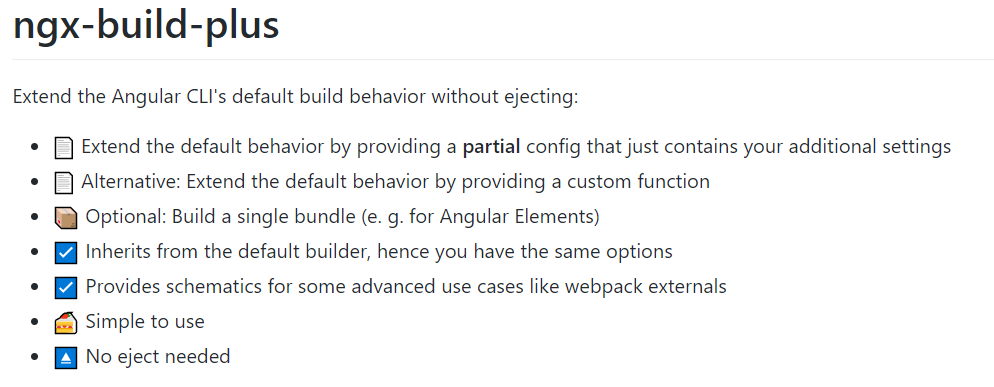 ngx-build-plus
Extend the Angular CLI's default build behavior without ejecting:
Extend the default behavior by providing a partial config that just contains your additional settings
Alternative: Extend the default behavior by providing a custom function
Optional: Build a single bundle (e. g. for Angular Elements)
Inherits from the default builder, hence you have the same options
Provides schematics for some advanced use cases like webpack externals
Simple to use
No eject needed